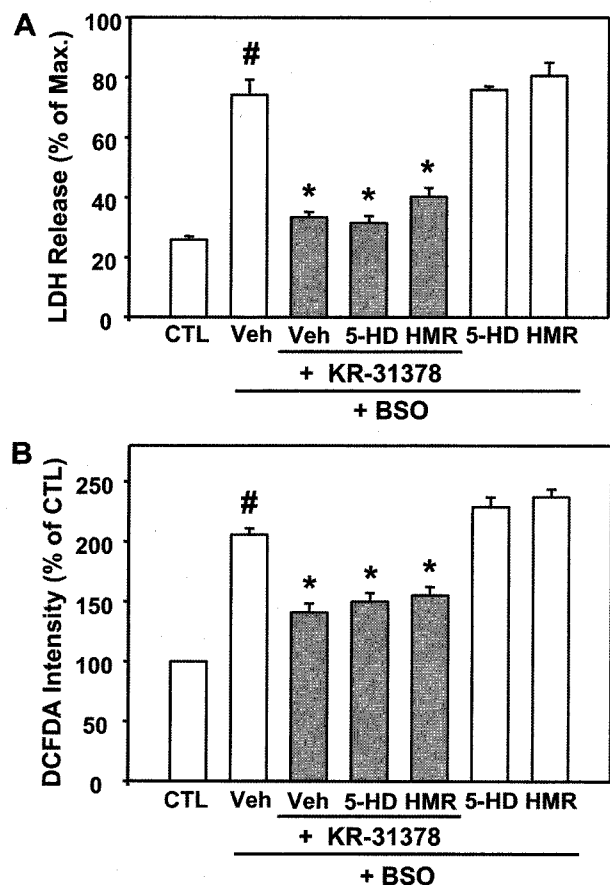 A
LDH Release (% of Max.)
100
80
60
40
20
0
#
*
*
*
CTL Veh Veh 5-HD HMR 5-HD HMR
+ KR-31378
+ BSO
B
DCFDA Intensity (% of CTL)
250
200
150
100
50
0
#
*
*
*
CTL Veh Veh 5-HD HMR 5-HD HMR
+ KR-31378
+ BSO